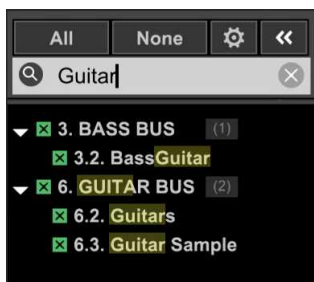 All None
Guitar
3. BASS BUS (1)
3.2. BassGuitar
6. GUITAR BUS (2)
6.2. Guitars
6.3. Guitar Sample